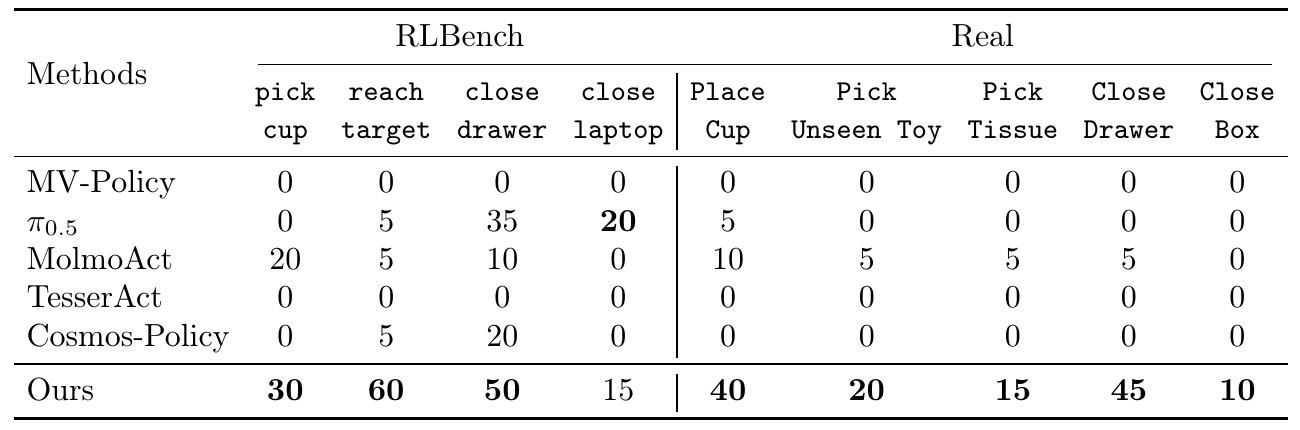 RLBench Real
Methods
pick reach close close Place Pick Pick Close Close
cup target drawer laptop Cup Unseen Toy Tissue Drawer Box
MV-Policy 0 0 0 0 0 0 0 0 0
π0.5 0 5 35 20 5 0 0 0 0
MolmoAct 20 5 10 0 10 5 5 5 0
TesserAct 0 0 0 0 0 0 0 0 0
Cosmos-Policy 0 5 20 0 0 0 0 0 0
Ours 30 60 50 15 40 20 15 45 10